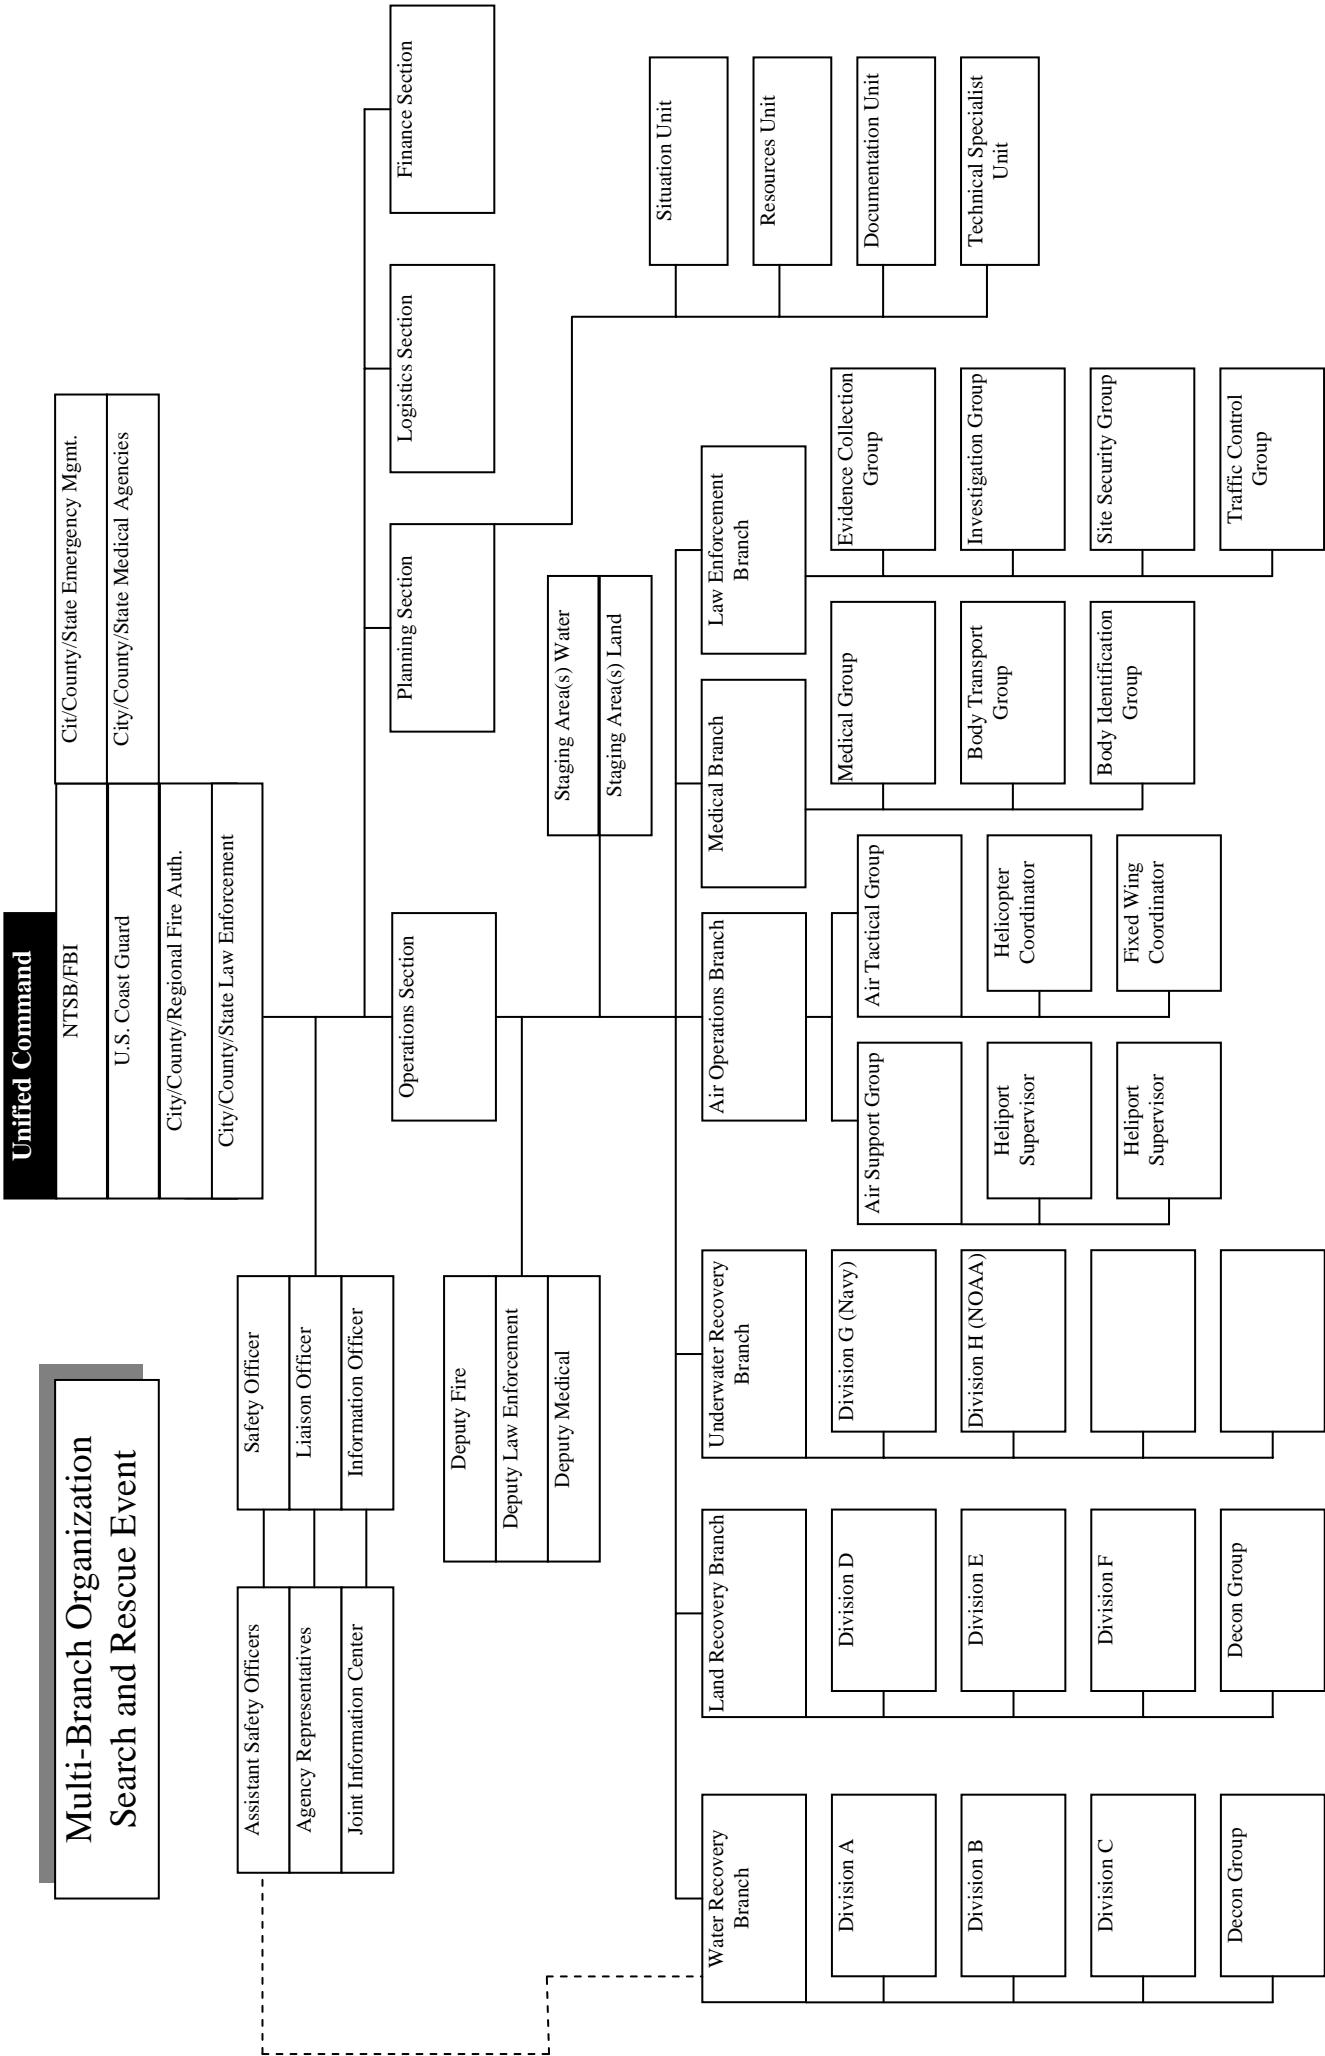 Multi-Branch Organization
Search and Rescue Event
Unified Command
NTSB/FBI
Cit/County/State Emergency Mgmt.
U.S. Coast Guard
City/County/State Medical Agencies
City/County/Regional Fire Auth.
City/County/State Law Enforcement
Assistant Safety Officers
Safety Officer
Agency Representatives
Liaison Officer
Joint Information Center
Information Officer
Operations Section
Planning Section
Logistics Section
Finance Section
Deputy Fire
Deputy Law Enforcement
Deputy Medical
Staging Area(s) Water
Staging Area(s) Land
Situation Unit
Resources Unit
Documentation Unit
Technical Specialist
Unit
Water Recovery
Branch
Division A
Division B
Division C
Decon Group
Land Recovery Branch
Division D
Division E
Division F
Decon Group
Underwater Recovery
Branch
Division G (Navy)
Division H (NOAA)
Air Operations Branch
Air Support Group
Heliport
Supervisor
Heliport
Supervisor
Air Tactical Group
Helicopter
Coordinator
Fixed Wing
Coordinator
Medical Branch
Medical Group
Body Transport
Group
Body Identification
Group
Law Enforcement
Branch
Evidence Collection
Group
Investigation Group
Site Security Group
Traffic Control
Group